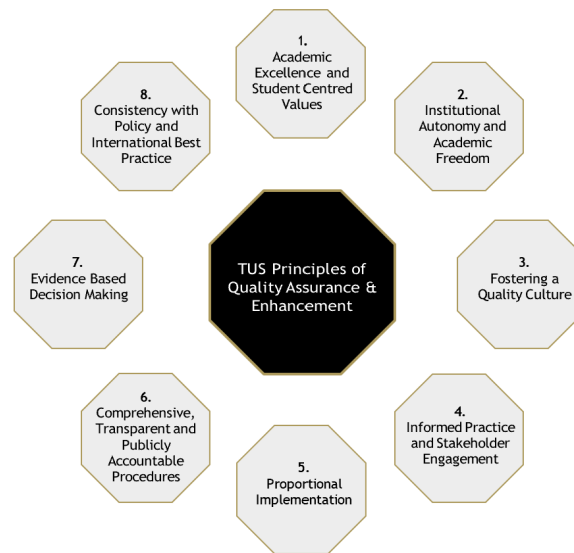 1.
Academic
Excellence and
Student Centred
Values
2.
Institutional
Autonomy and
Academic
Freedom
3.
Fostering a
Quality Culture
4.
Informed Practice
and Stakeholder
Engagement
5.
Proportional
Implementation
6.
Comprehensive,
Transparent and
Publicly
Accountable
Procedures
7.
Evidence Based
Decision Making
8.
Consistency with
Policy and
International Best
Practice
TUS Principles of
Quality Assurance &
Enhancement